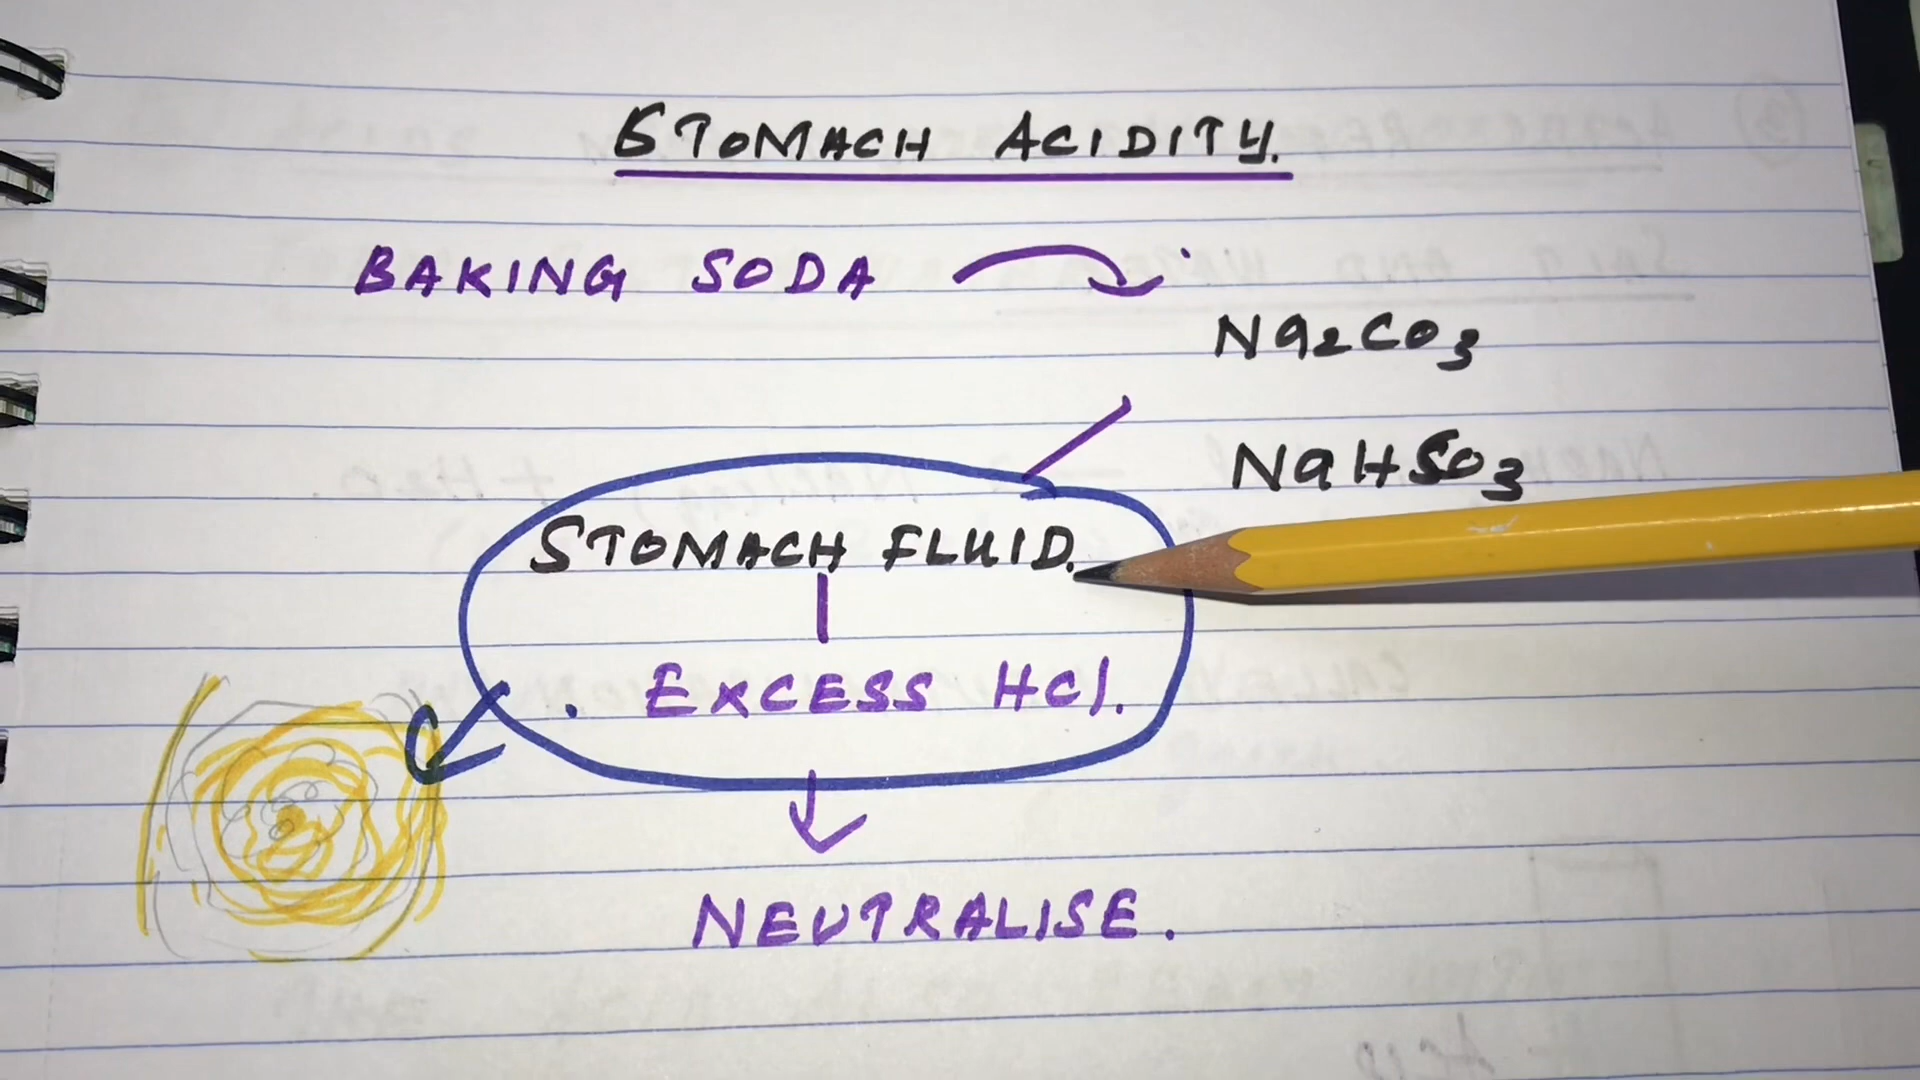 STOMACH ACIDITY.
BAKING SODA
Na2CO3
NaHSO3
STOMACH FLUID.
. EXCESS HCl.
NEUTRALISE.